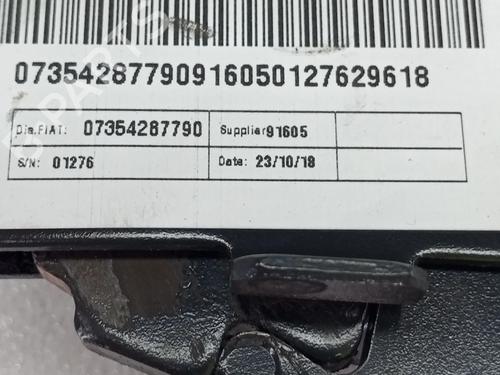 07354287790916050127629618
Dis.FIAT: 07354287790 Supplier 91605
S/N: 01276 Date: 23/10/18